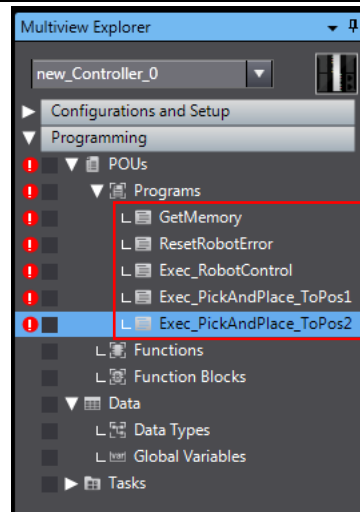 Multiview Explorer
new_Controller_0
Configurations and Setup
Programming
POUs
Programs
GetMemory
ResetRobotError
Exec_RobotControl
Exec_PickAndPlace_ToPos1
Exec_PickAndPlace_ToPos2
Functions
Function Blocks
Data
Data Types
Global Variables
Tasks